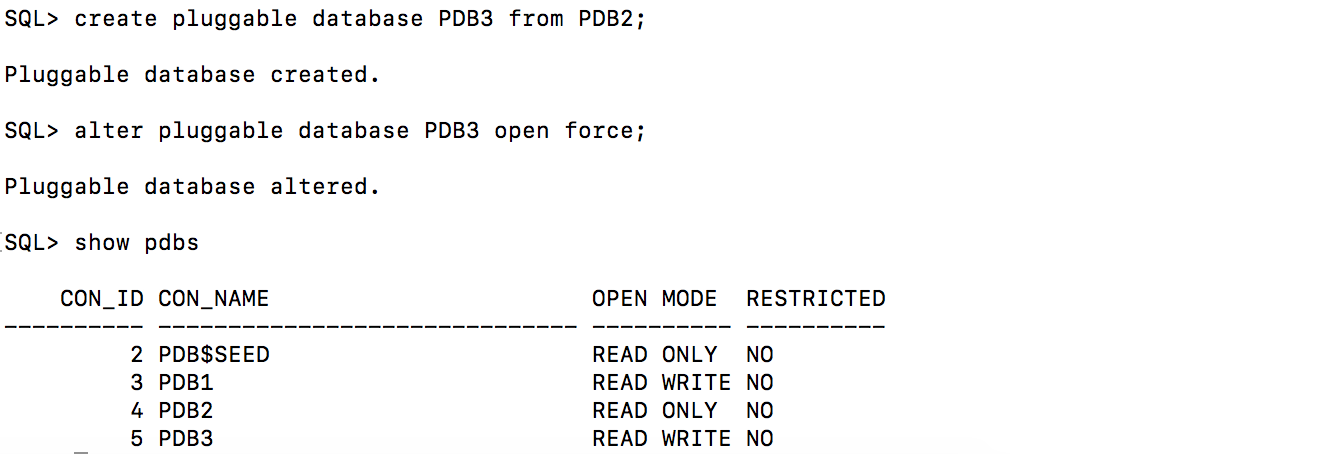 SQL> create pluggable database PDB3 from PDB2;
Pluggable database created.
SQL> alter pluggable database PDB3 open force;
Pluggable database altered.
SQL> show pdbs
    CON_ID CON_NAME                       OPEN MODE  RESTRICTED
---------- ------------------------------ ---------- ----------
         2 PDB$SEED                       READ ONLY  NO
         3 PDB1                           READ WRITE NO
         4 PDB2                           READ ONLY  NO
         5 PDB3                           READ WRITE NO